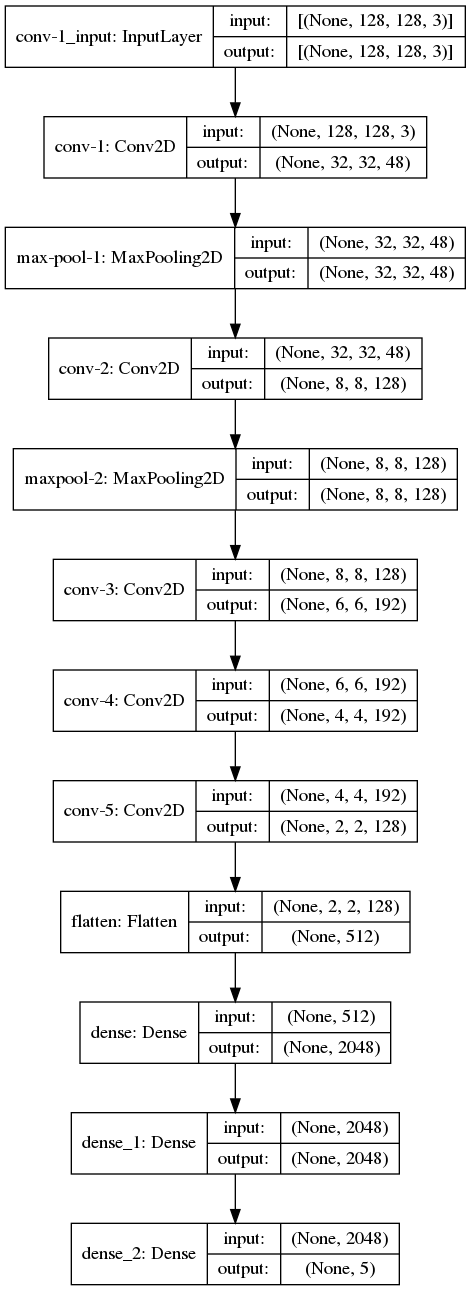 conv-1_input: InputLayer
input:
[(None, 128, 128, 3)]
output:
[(None, 128, 128, 3)]
conv-1: Conv2D
input:
(None, 128, 128, 3)
output:
(None, 32, 32, 48)
max-pool-1: MaxPooling2D
input:
(None, 32, 32, 48)
output:
(None, 32, 32, 48)
conv-2: Conv2D
input:
(None, 32, 32, 48)
output:
(None, 8, 8, 128)
maxpool-2: MaxPooling2D
input:
(None, 8, 8, 128)
output:
(None, 8, 8, 128)
conv-3: Conv2D
input:
(None, 8, 8, 128)
output:
(None, 6, 6, 192)
conv-4: Conv2D
input:
(None, 6, 6, 192)
output:
(None, 4, 4, 192)
conv-5: Conv2D
input:
(None, 4, 4, 192)
output:
(None, 2, 2, 128)
flatten: Flatten
input:
(None, 2, 2, 128)
output:
(None, 512)
dense: Dense
input:
(None, 512)
output:
(None, 2048)
dense_1: Dense
input:
(None, 2048)
output:
(None, 2048)
dense_2: Dense
input:
(None, 2048)
output:
(None, 5)